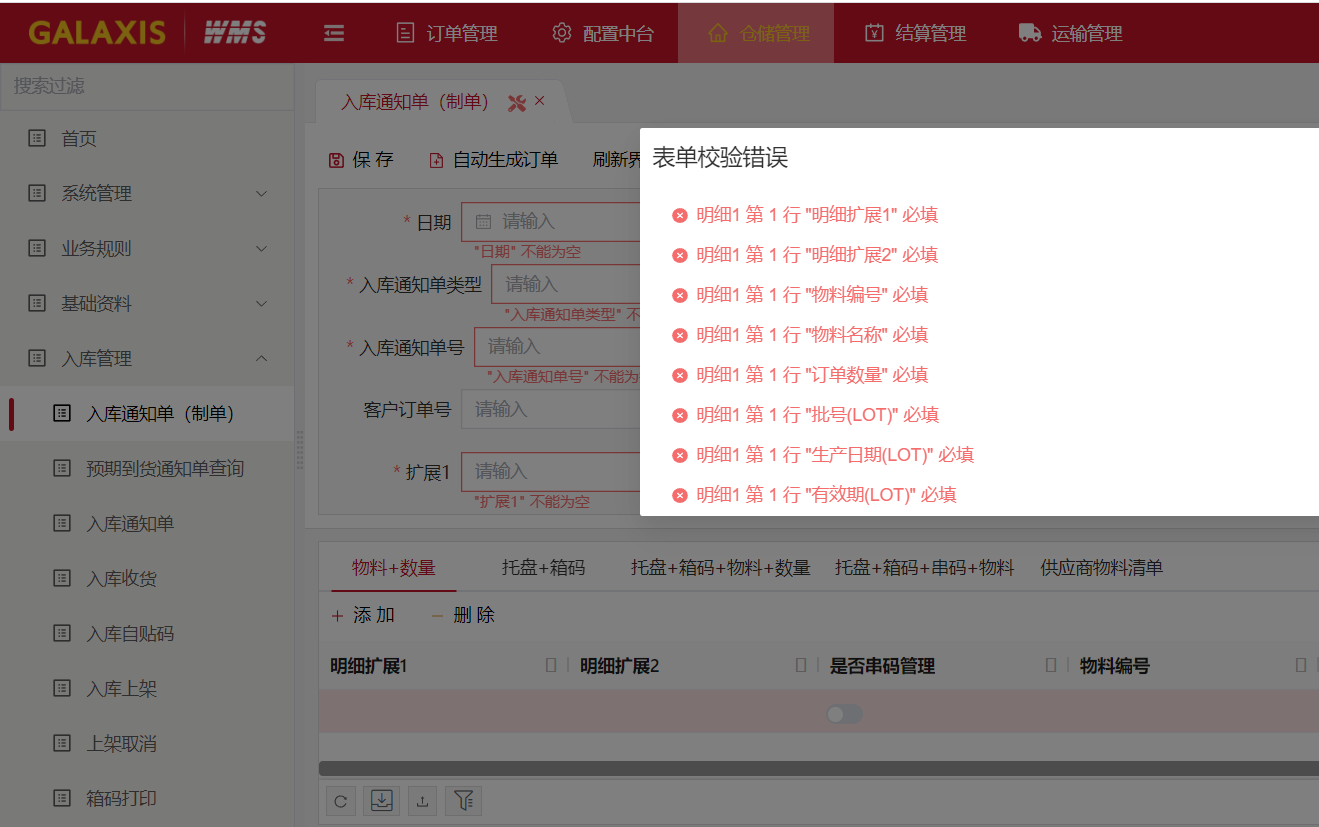 GALAXIS WMS 订单管理 配置中台 仓储管理 结算管理 运输管理
搜索过滤
首页
系统管理
业务规则
基础资料
入库管理
入库通知单（制单）
预期到货通知单查询
入库通知单
入库收货
入库自贴码
入库上架
上架取消
箱码打印
入库通知单（制单）
保 存 自动生成订单 刷新界
* 日期 请输入
"日期" 不能为空
* 入库通知单类型 请输入
"入库通知单类型" 不
* 入库通知单号 请输入
"入库通知单号" 不能为
客户订单号 请输入
* 扩展1 请输入
"扩展1" 不能为空
表单校验错误
明细1 第 1 行 "明细扩展1" 必填
明细1 第 1 行 "明细扩展2" 必填
明细1 第 1 行 "物料编号" 必填
明细1 第 1 行 "物料名称" 必填
明细1 第 1 行 "订单数量" 必填
明细1 第 1 行 "批号(LOT)" 必填
明细1 第 1 行 "生产日期(LOT)" 必填
明细1 第 1 行 "有效期(LOT)" 必填
物料+数量 托盘+箱码 托盘+箱码+物料+数量 托盘+箱码+串码+物料 供应商物料清单
+ 添 加 − 删 除
明细扩展1 明细扩展2 是否串码管理 物料编号